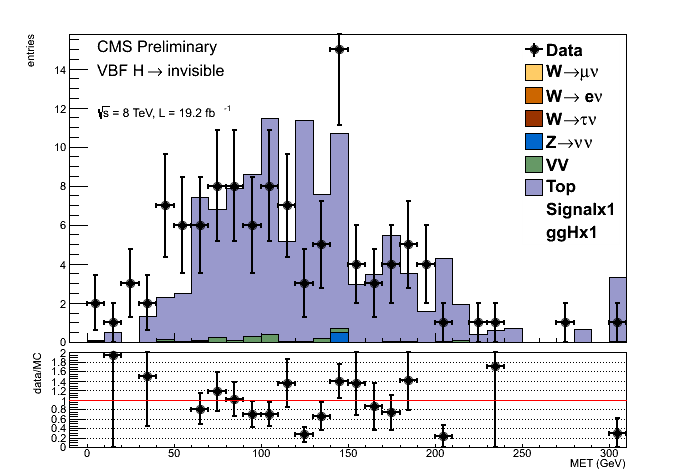 entries
CMS Preliminary
VBF H → invisible
√s = 8 TeV, L = 19.2 fb⁻¹
Data
W→μν
W→ eν
W→τν
Z→νν
VV
Top
Signalx1
ggHx1
14
12
10
8
6
4
2
0
data/MC
2
1.8
1.6
1.4
1.2
1
0.8
0.6
0.4
0.2
0
0 50 100 150 200 250 300
MET (GeV)